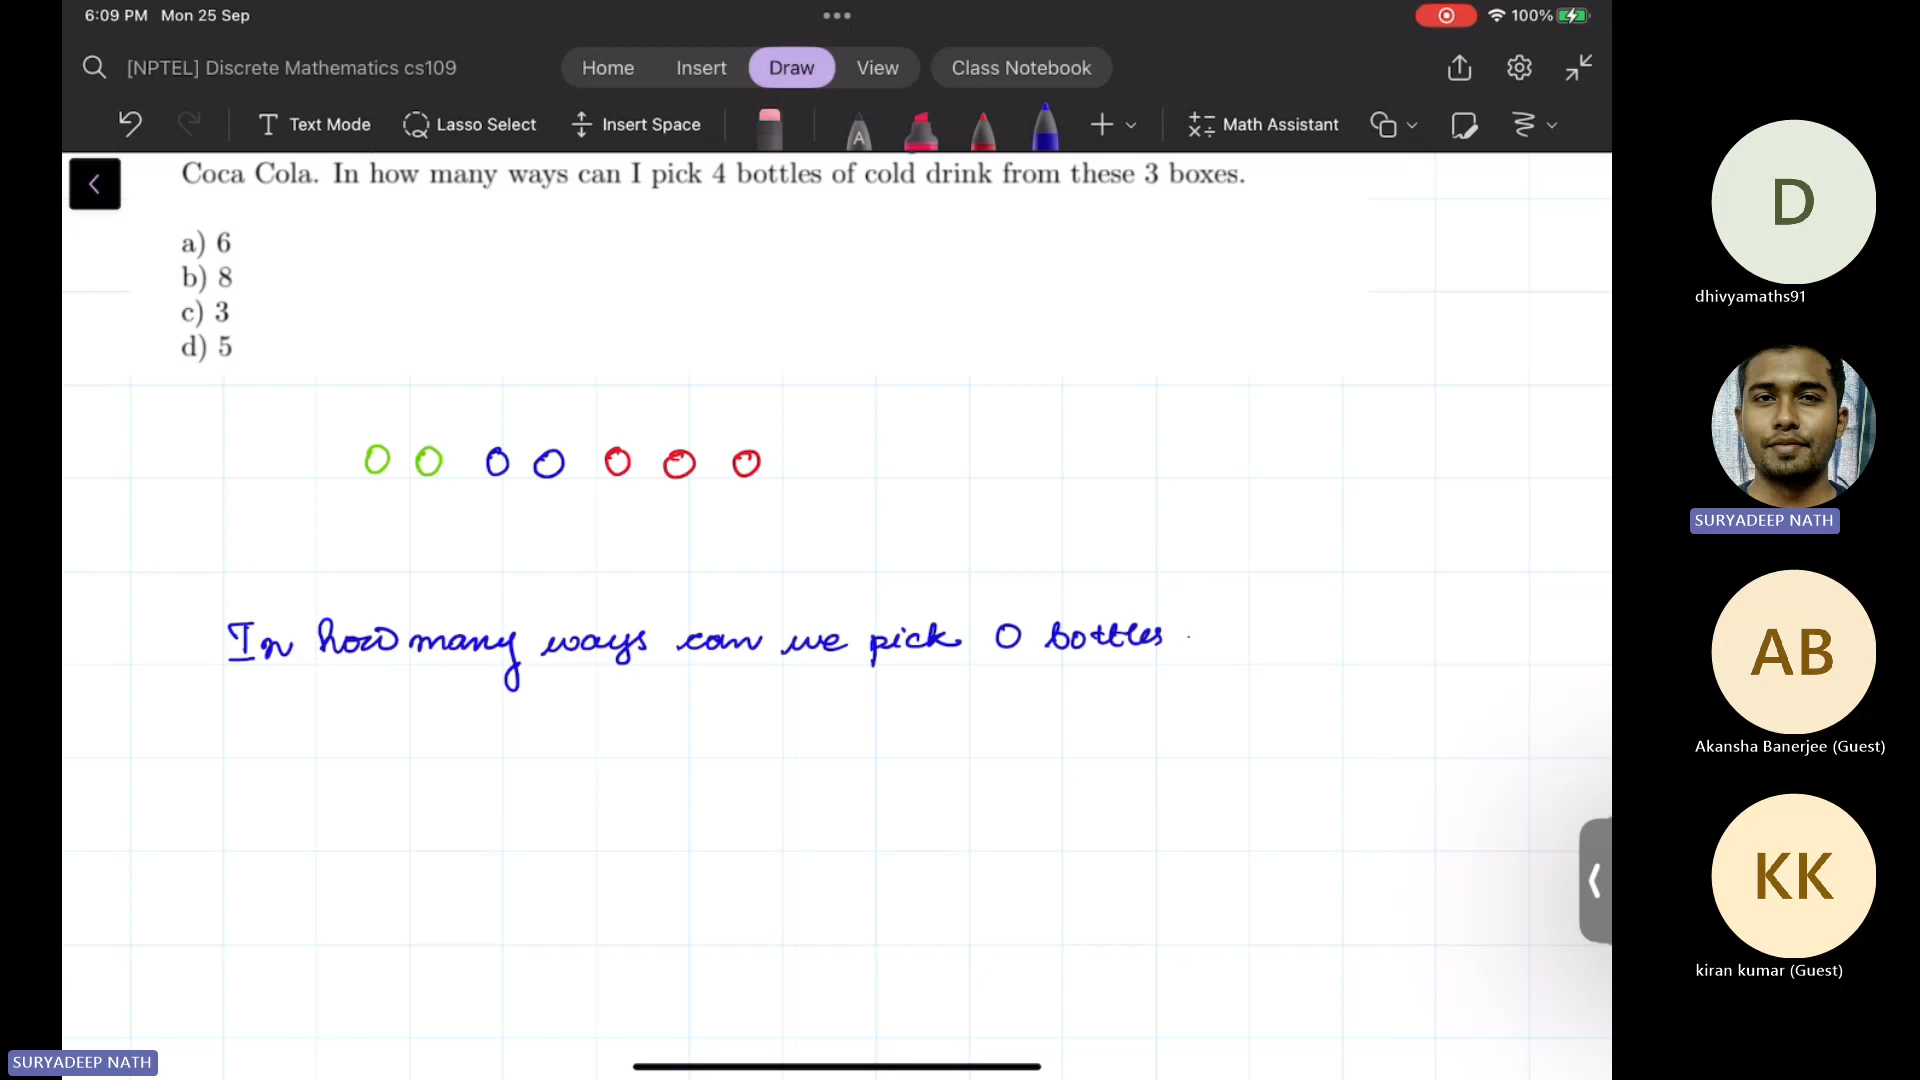 6:09 PM Mon 25 Sep
100%
[NPTEL] Discrete Mathematics cs109
Home Insert Draw View Class Notebook
Text Mode Lasso Select Insert Space A Math Assistant
Coca Cola. In how many ways can I pick 4 bottles of cold drink from these 3 boxes.
a) 6
b) 8
c) 3
d) 5
In how many ways can we pick 0 bottles
D
dhivyamaths91
SURYADEEP NATH
AB
Akansha Banerjee (Guest)
KK
kiran kumar (Guest)
SURYADEEP NATH